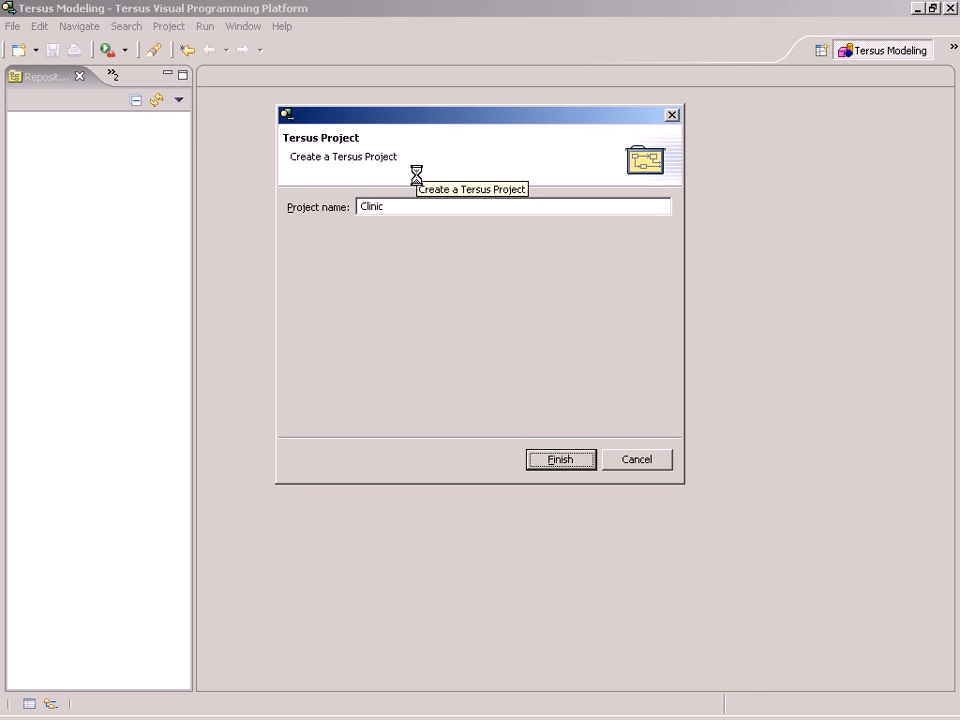 Tersus Modeling - Tersus Visual Programming Platform
File Edit Navigate Search Project Run Window Help
Tersus Modeling »
Reposit... »2
Tersus Project
Create a Tersus Project
Create a Tersus Project
Project name: Clinic
Finish Cancel